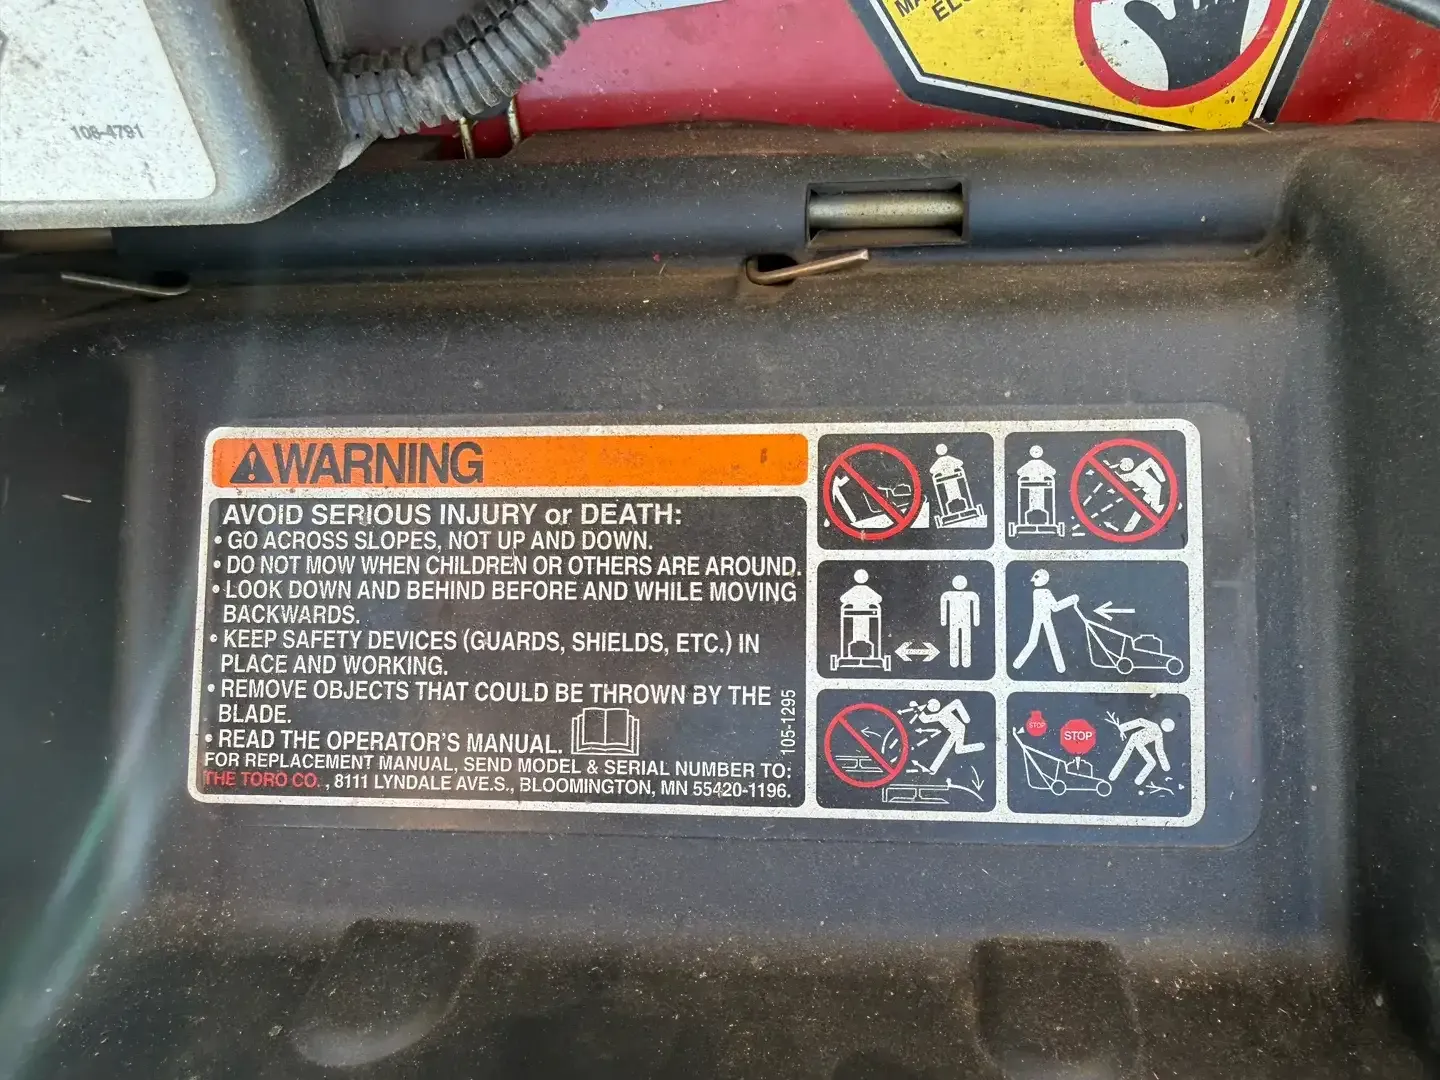 106-4791
WARNING
AVOID SERIOUS INJURY or DEATH:
• GO ACROSS SLOPES, NOT UP AND DOWN.
• DO NOT MOW WHEN CHILDREN OR OTHERS ARE AROUND.
• LOOK DOWN AND BEHIND BEFORE AND WHILE MOVING
BACKWARDS.
• KEEP SAFETY DEVICES (GUARDS, SHIELDS, ETC.) IN
PLACE AND WORKING.
• REMOVE OBJECTS THAT COULD BE THROWN BY THE
BLADE.
• READ THE OPERATOR'S MANUAL.
FOR REPLACEMENT MANUAL, SEND MODEL & SERIAL NUMBER TO:
THE TORO CO. , 8111 LYNDALE AVE.S., BLOOMINGTON, MN 55420-1196.
105-1295
STOP
STOP